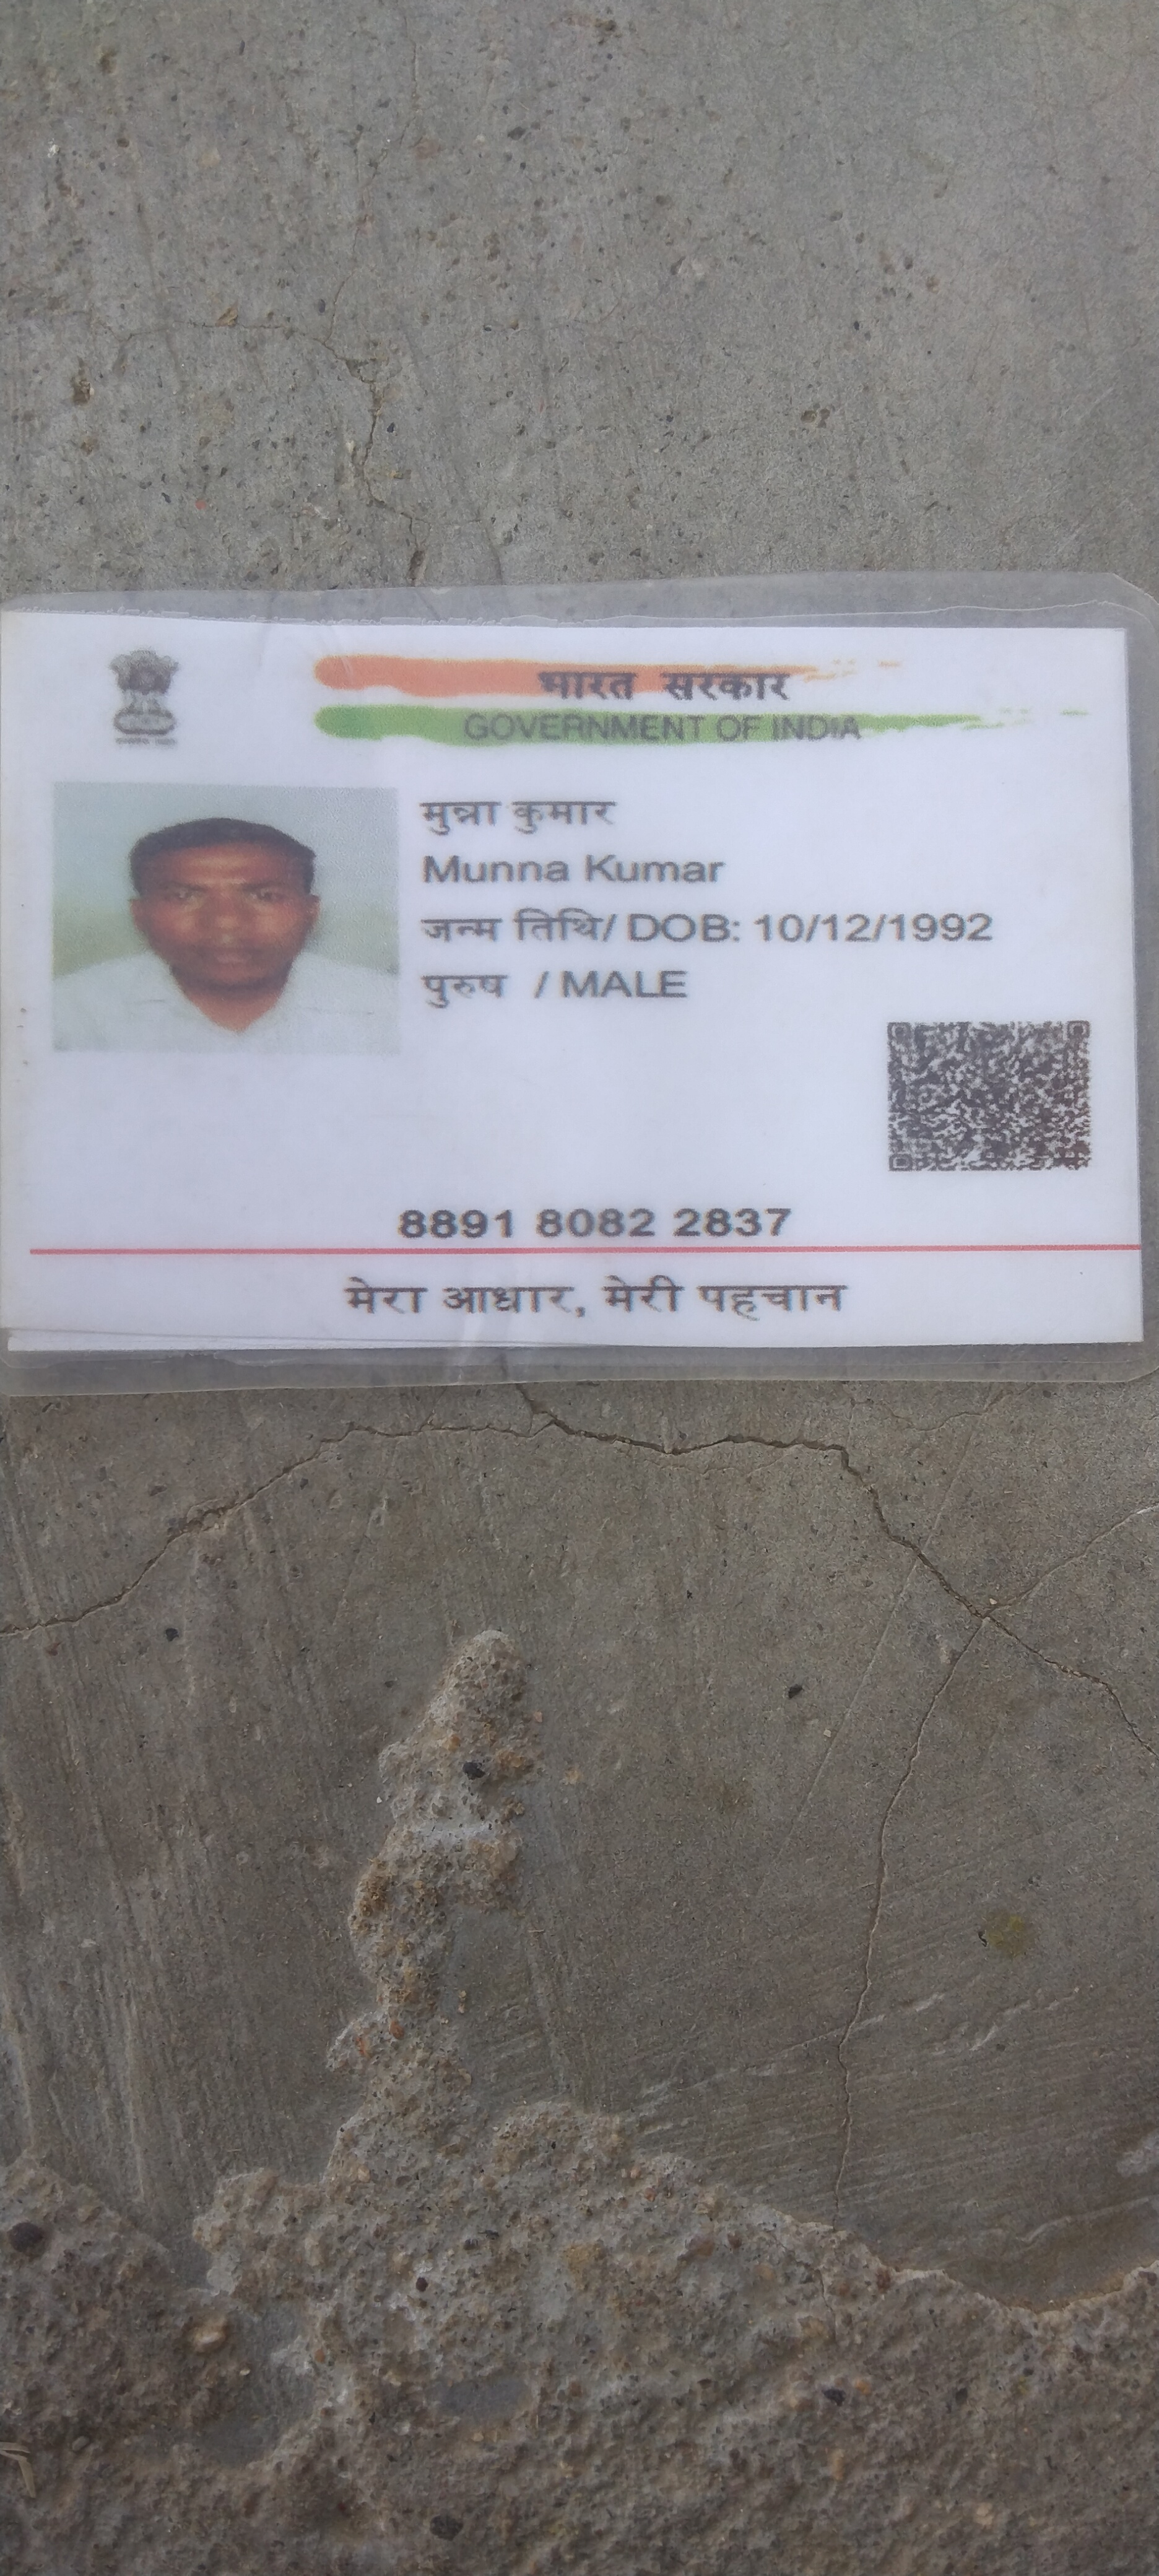 भारत सरकार
GOVERNMENT OF INDIA
मुन्ना कुमार
Munna Kumar
जन्म तिथि/ DOB: 10/12/1992
पुरुष / MALE
8891 8082 2837
मेरा आधार, मेरी पहचान